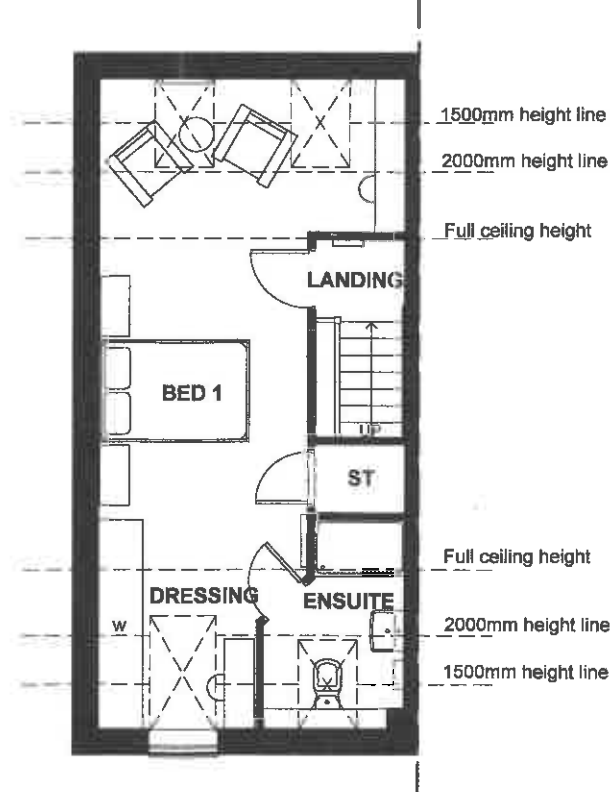 1500mm height line
2000mm height line
Full ceiling height
LANDING
BED 1
UP
ST
Full ceiling height
DRESSING ENSUITE
W
2000mm height line
1500mm height line